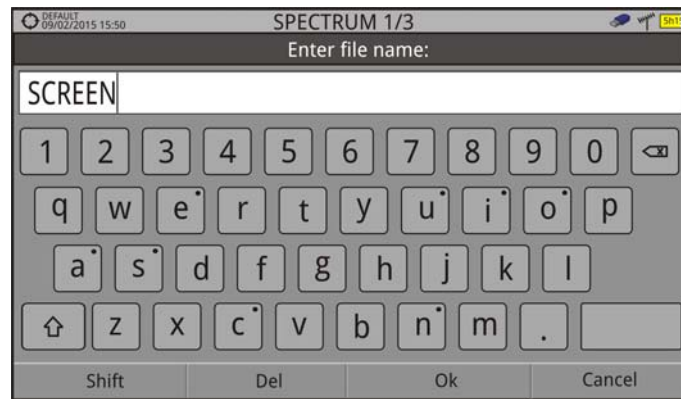 DEFAULT
09/02/2015 15:50
SPECTRUM 1/3
Enter file name:
SCREEN
1 2 3 4 5 6 7 8 9 0
q w e r t y u i o p
a s d f g h j k l
z x c v b n m .
Shift Del Ok Cancel